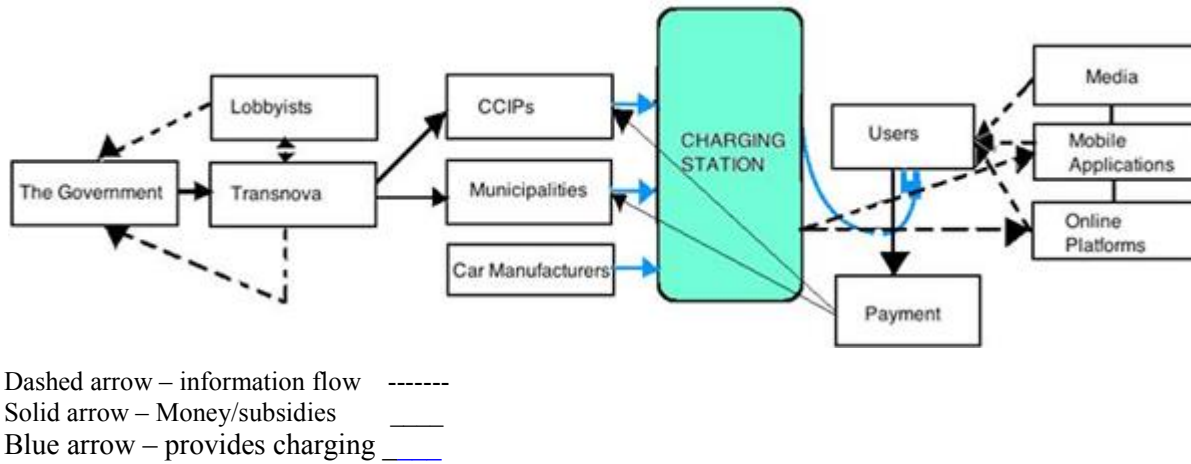 Lobbyists
The Government
Transnova
CCIPs
Municipalities
Car Manufacturers
CHARGING
STATION
Users
Payment
Media
Mobile
Applications
Online
Platforms
Dashed arrow – information flow -------
Solid arrow – Money/subsidies ____
Blue arrow – provides charging _____